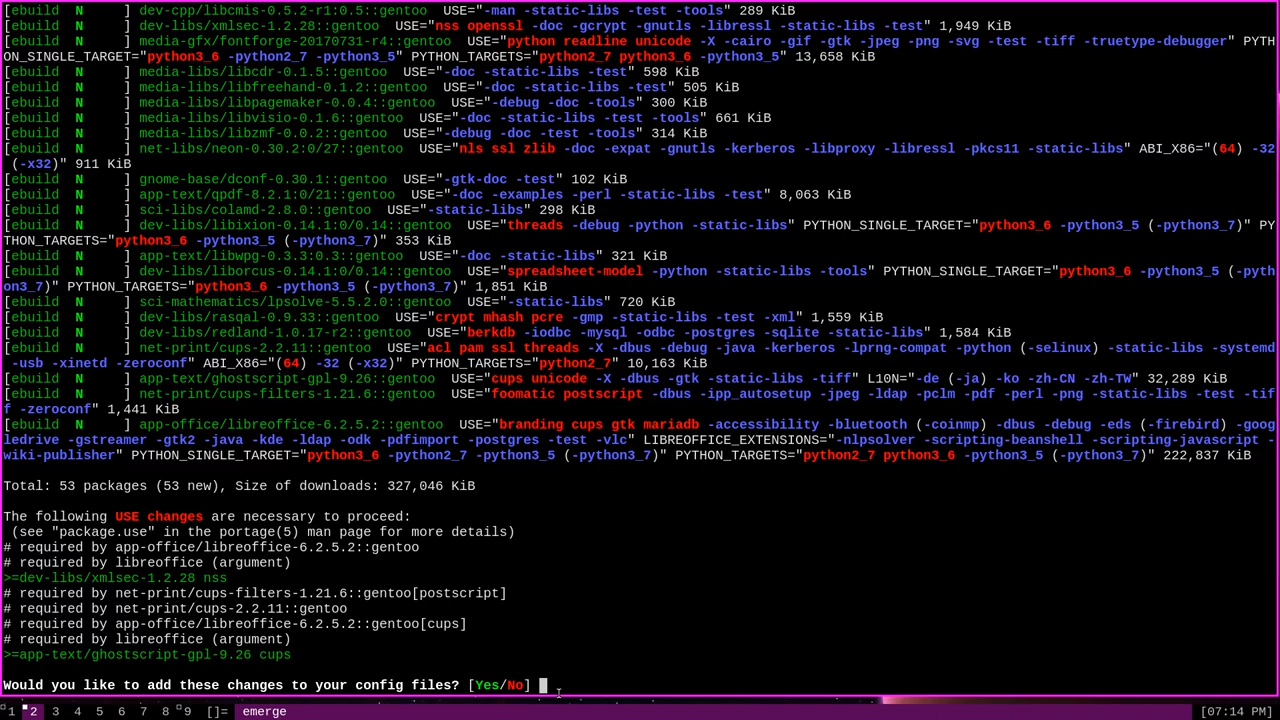 [ebuild  N     ] dev-cpp/libcmis-0.5.2-r1:0.5::gentoo  USE="-man -static-libs -test -tools" 289 KiB
[ebuild  N     ] dev-libs/xmlsec-1.2.28::gentoo  USE="nss openssl -doc -gcrypt -gnutls -libressl -static-libs -test" 1,949 KiB
[ebuild  N     ] media-gfx/fontforge-20170731-r4::gentoo  USE="python readline unicode -X -cairo -gif -gtk -jpeg -png -svg -test -tiff -truetype-debugger" PYTH
ON_SINGLE_TARGET="python3_6 -python2_7 -python3_5" PYTHON_TARGETS="python2_7 python3_6 -python3_5" 13,658 KiB
[ebuild  N     ] media-libs/libcdr-0.1.5::gentoo  USE="-doc -static-libs -test" 598 KiB
[ebuild  N     ] media-libs/libfreehand-0.1.2::gentoo  USE="-doc -static-libs -test" 505 KiB
[ebuild  N     ] media-libs/libpagemaker-0.0.4::gentoo  USE="-debug -doc -tools" 300 KiB
[ebuild  N     ] media-libs/libvisio-0.1.6::gentoo  USE="-doc -static-libs -test -tools" 661 KiB
[ebuild  N     ] media-libs/libzmf-0.0.2::gentoo  USE="-debug -doc -test -tools" 314 KiB
[ebuild  N     ] net-libs/neon-0.30.2:0/27::gentoo  USE="nls ssl zlib -doc -expat -gnutls -kerberos -libproxy -libressl -pkcs11 -static-libs" ABI_X86="(64) -32
 (-x32)" 911 KiB
[ebuild  N     ] gnome-base/dconf-0.30.1::gentoo  USE="-gtk-doc -test" 102 KiB
[ebuild  N     ] app-text/qpdf-8.2.1:0/21::gentoo  USE="-doc -examples -perl -static-libs -test" 8,063 KiB
[ebuild  N     ] sci-libs/colamd-2.8.0::gentoo  USE="-static-libs" 298 KiB
[ebuild  N     ] dev-libs/libixion-0.14.1:0/0.14::gentoo  USE="threads -debug -python -static-libs" PYTHON_SINGLE_TARGET="python3_6 -python3_5 (-python3_7)" PY
THON_TARGETS="python3_6 -python3_5 (-python3_7)" 353 KiB
[ebuild  N     ] app-text/libwpg-0.3.3:0.3::gentoo  USE="-doc -static-libs" 321 KiB
[ebuild  N     ] dev-libs/liborcus-0.14.1:0/0.14::gentoo  USE="spreadsheet-model -python -static-libs -tools" PYTHON_SINGLE_TARGET="python3_6 -python3_5 (-pyth
on3_7)" PYTHON_TARGETS="python3_6 -python3_5 (-python3_7)" 1,851 KiB
[ebuild  N     ] sci-mathematics/lpsolve-5.5.2.0::gentoo  USE="-static-libs" 720 KiB
[ebuild  N     ] dev-libs/rasqal-0.9.33::gentoo  USE="crypt mhash pcre -gmp -static-libs -test -xml" 1,559 KiB
[ebuild  N     ] dev-libs/redland-1.0.17-r2::gentoo  USE="berkdb -iodbc -mysql -odbc -postgres -sqlite -static-libs" 1,584 KiB
[ebuild  N     ] net-print/cups-2.2.11::gentoo  USE="acl pam ssl threads -X -dbus -debug -java -kerberos -lprng-compat -python (-selinux) -static-libs -systemd
 -usb -xinetd -zeroconf" ABI_X86="(64) -32 (-x32)" PYTHON_TARGETS="python2_7" 10,163 KiB
[ebuild  N     ] app-text/ghostscript-gpl-9.26::gentoo  USE="cups unicode -X -dbus -gtk -static-libs -tiff" L10N="-de (-ja) -ko -zh-CN -zh-TW" 32,289 KiB
[ebuild  N     ] net-print/cups-filters-1.21.6::gentoo  USE="foomatic postscript -dbus -ipp_autosetup -jpeg -ldap -pclm -pdf -perl -png -static-libs -test -tif
f -zeroconf" 1,441 KiB
[ebuild  N     ] app-office/libreoffice-6.2.5.2::gentoo  USE="branding cups gtk mariadb -accessibility -bluetooth (-coinmp) -dbus -debug -eds (-firebird) -goog
ledrive -gstreamer -gtk2 -java -kde -ldap -odk -pdfimport -postgres -test -vlc" LIBREOFFICE_EXTENSIONS="-nlpsolver -scripting-beanshell -scripting-javascript -
wiki-publisher" PYTHON_SINGLE_TARGET="python3_6 -python2_7 -python3_5 (-python3_7)" PYTHON_TARGETS="python2_7 python3_6 -python3_5 (-python3_7)" 222,837 KiB
Total: 53 packages (53 new), Size of downloads: 327,046 KiB
The following USE changes are necessary to proceed:
 (see "package.use" in the portage(5) man page for more details)
# required by app-office/libreoffice-6.2.5.2::gentoo
# required by libreoffice (argument)
>=dev-libs/xmlsec-1.2.28 nss
# required by net-print/cups-filters-1.21.6::gentoo[postscript]
# required by net-print/cups-2.2.11::gentoo
# required by app-office/libreoffice-6.2.5.2::gentoo[cups]
# required by libreoffice (argument)
>=app-text/ghostscript-gpl-9.26 cups
Would you like to add these changes to your config files? [Yes/No]
1 2 3 4 5 6 7 8 9 []= emerge [07:14 PM]